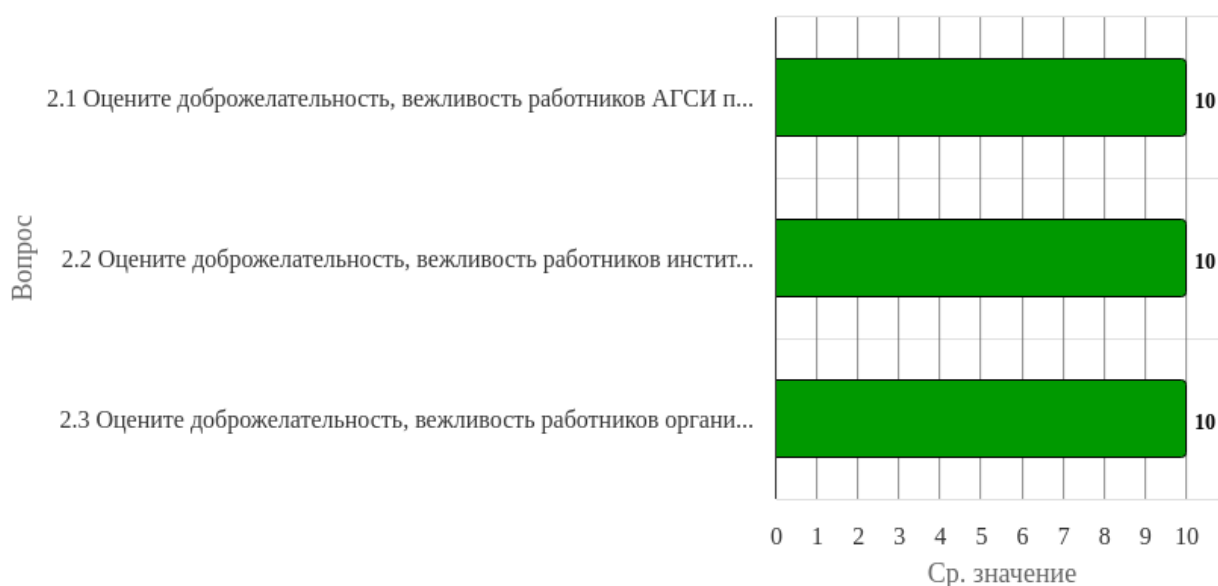 2.1 Оцените доброжелательность, вежливость работников АГСИ п...
10
2.2 Оцените доброжелательность, вежливость работников инстит...
10
2.3 Оцените доброжелательность, вежливость работников органи...
10
Вопрос
0 1 2 3 4 5 6 7 8 9 10
Ср. значение